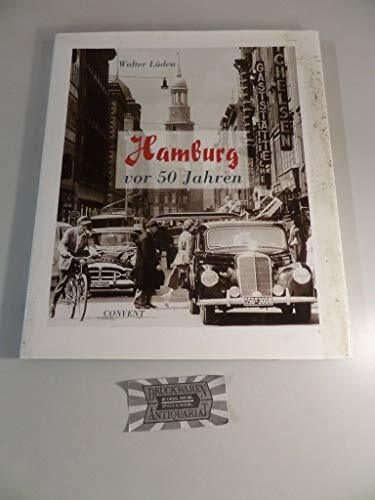 Walter Lüden
Hamburg
vor 50 Jahren
GASTSTÄTTE
CONVENT
DRUCKWAREN
ANTIQUARIAT